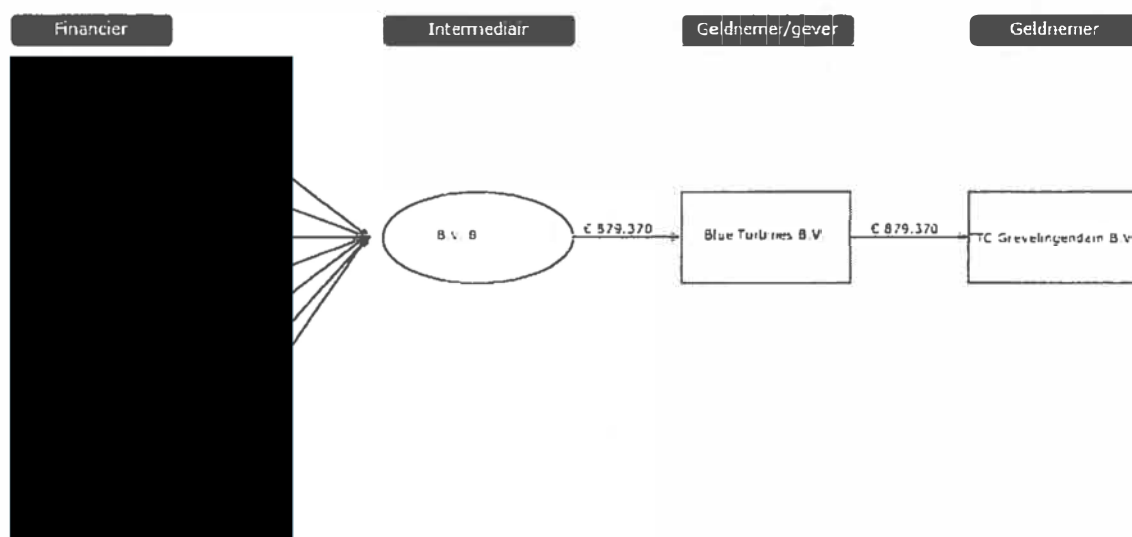 Financier
Intermediair
Geldnemer/gever
Geldnemer
B.V. B
€ 879.370
Blue Turbines B.V.
€ 879.370
TC Grevelingendam B.V.